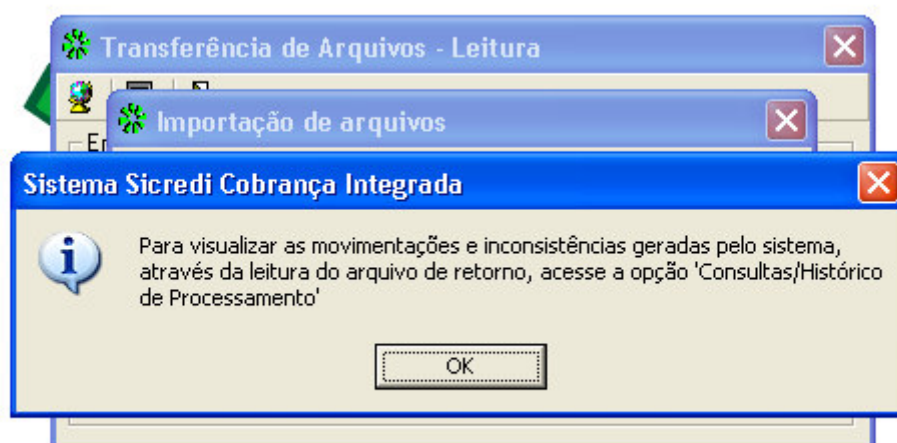 Transferência de Arquivos - Leitura
Importação de arquivos
Sistema Sicredi Cobrança Integrada
Para visualizar as movimentações e inconsistências geradas pelo sistema,
através da leitura do arquivo de retorno, acesse a opção 'Consultas/Histórico
de Processamento'
OK